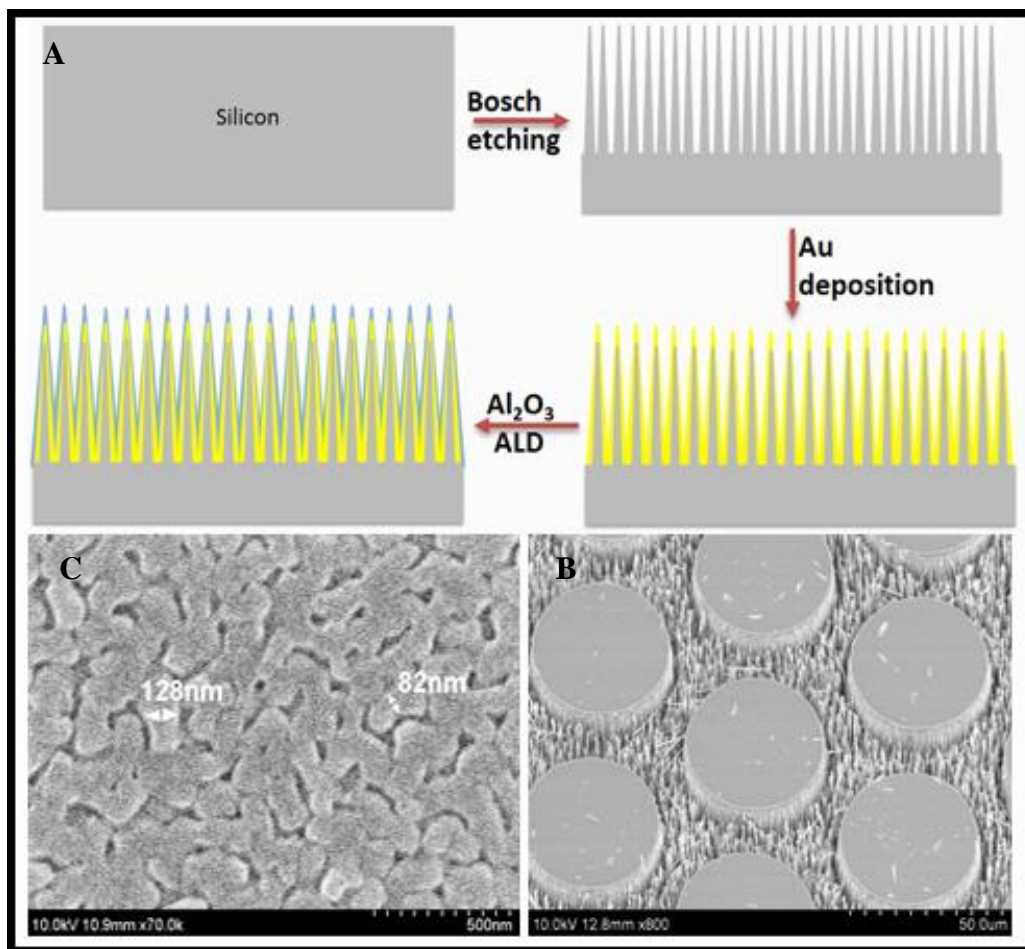 A
Silicon
Bosch
etching
Au
deposition
Al₂O₃
ALD
C
128nm
82nm
10.0kV 10.9mm x70.0k
500nm
B
10.0kV 12.8mm x800
50.0um